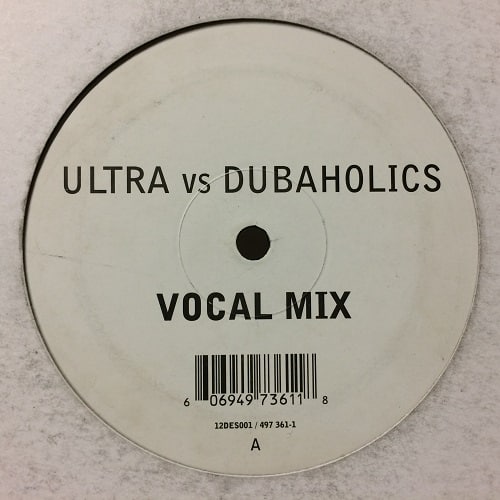 ULTRA vs DUBAHOLICS
VOCAL MIX
6 06949 73611 8
12DES001 / 497 361-1
A